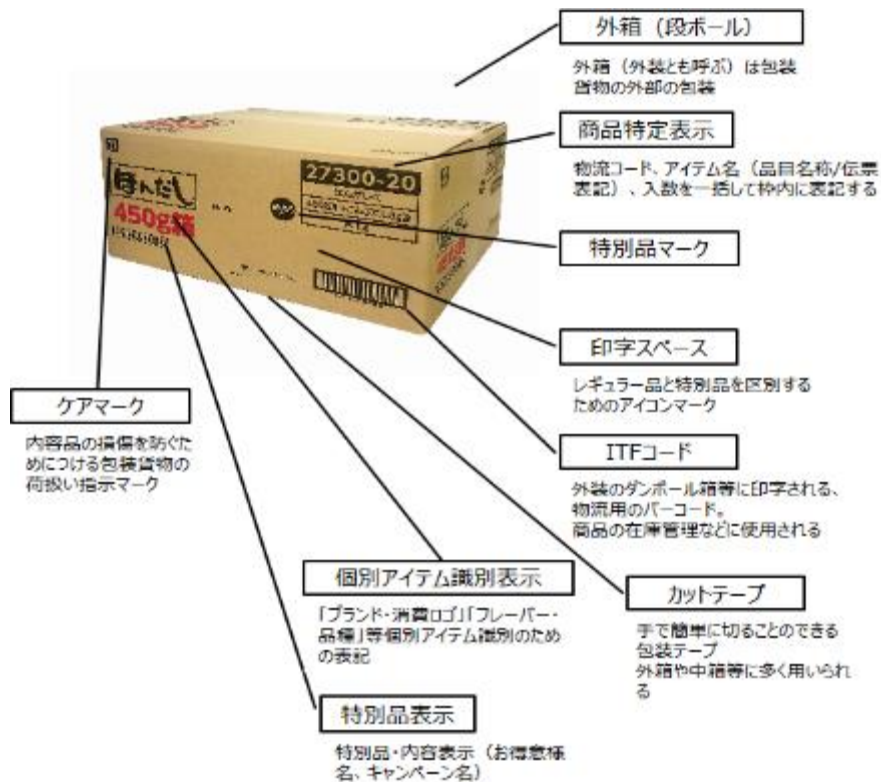 外箱（段ボール）
外箱（外装とも呼ぶ）は包装
貨物の外部の包装
商品特定表示
物流コード、アイテム名（品目名称/伝票
表記）、入数を一括して枠内に表記する
27300-20
ほんだし
450g箱
特別品マーク
印字スペース
レギュラー品と特別品を区別する
ためのアイコンマーク
ケアマーク
内容品の損傷を防ぐた
めにつける包装貨物の
荷扱い指示マーク
ITFコード
外装のダンボール箱等に印字される、
物流用のバーコード。
商品の在庫管理などに使用される
個別アイテム識別表示
「ブランド・消費ロゴ」「フレーバー・
品種」等個別アイテム識別のため
の表記
カットテープ
手で簡単に切ることのできる
包装テープ
外箱や中箱等に多く用いられ
る
特別品表示
特別品・内容表示（お得意様
名、キャンペーン名）